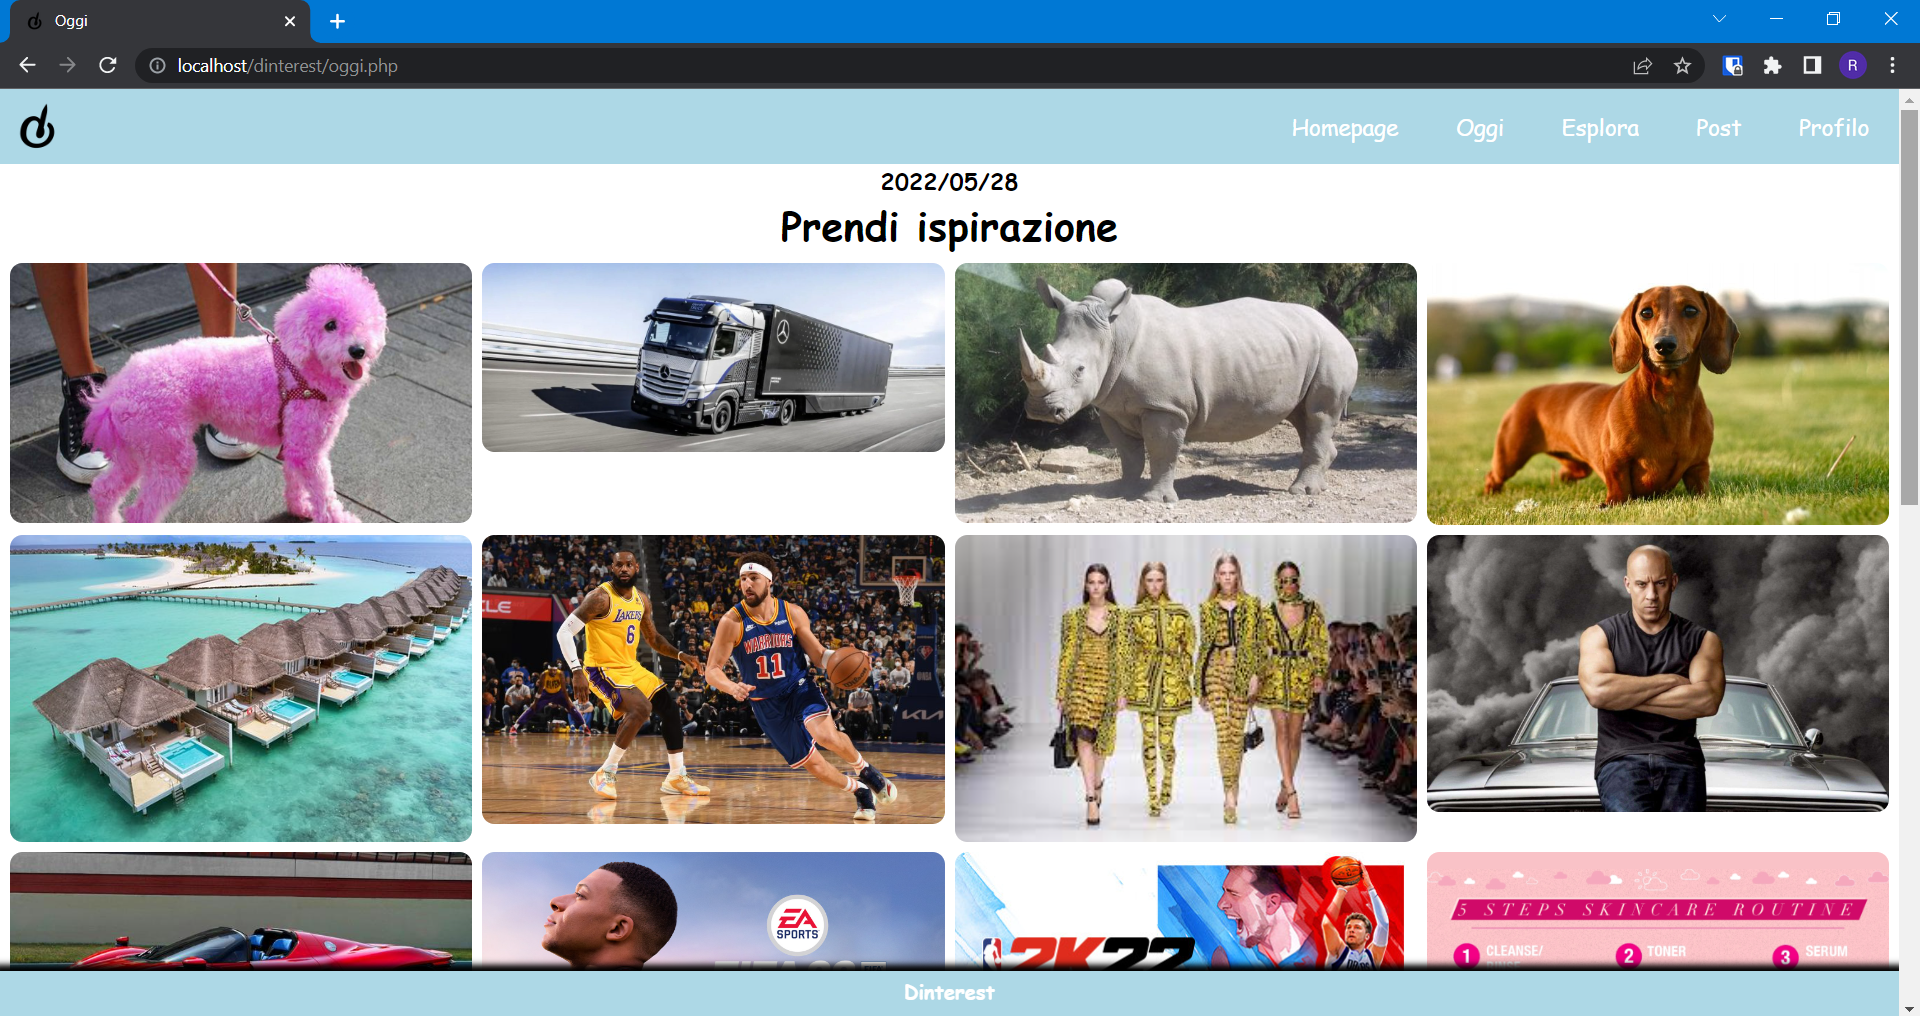 Oggi
localhost/dinterest/oggi.php
R
Homepage Oggi Esplora Post Profilo
2022/05/28
Prendi ispirazione
LAKERS
6
WARRIORS
11
KIA
EA
SPORTS
2K22
5 STEPS SKINCARE ROUTINE
1 CLEANSE/
2 TONER
3 SERUM
Dinterest